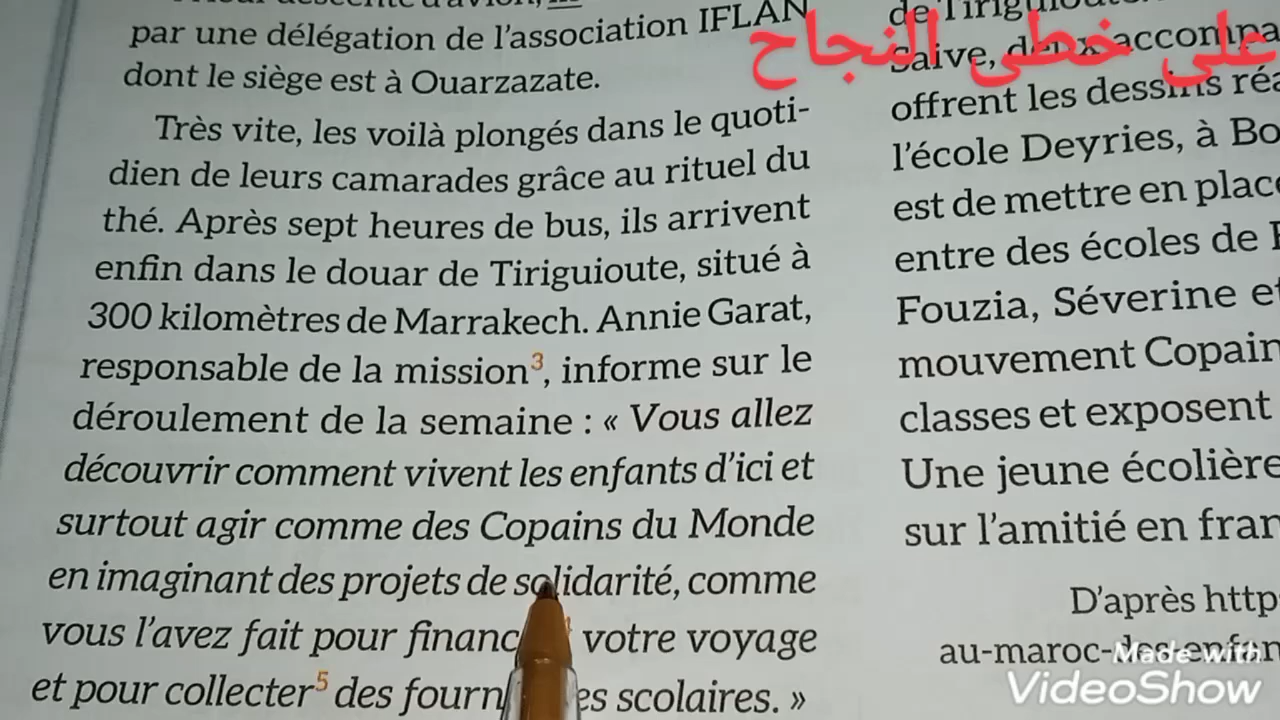 par une délégation de l'association IFLAN
dont le siège est à Ouarzazate.
Très vite, les voilà plongés dans le quoti-
dien de leurs camarades grâce au rituel du
thé. Après sept heures de bus, ils arrivent
enfin dans le douar de Tiriguioute, situé à
300 kilomètres de Marrakech. Annie Garat,
responsable de la mission³, informe sur le
déroulement de la semaine : « Vous allez
découvrir comment vivent les enfants d'ici et
surtout agir comme des Copains du Monde
en imaginant des projets de solidarité, comme
vous l'avez fait pour financ votre voyage
et pour collecter⁵ des fourn es scolaires. »
على خطى النجاح
Saive,
offrent les dessins ré
l'école Deyries, à Bo
est de mettre en place
entre des écoles de
Fouzia, Séverine et
mouvement Copain
classes et exposent
Une jeune écolière
sur l'amitié en fran
D'après http
au-maroc-des-enfan
Made with
VideoShow